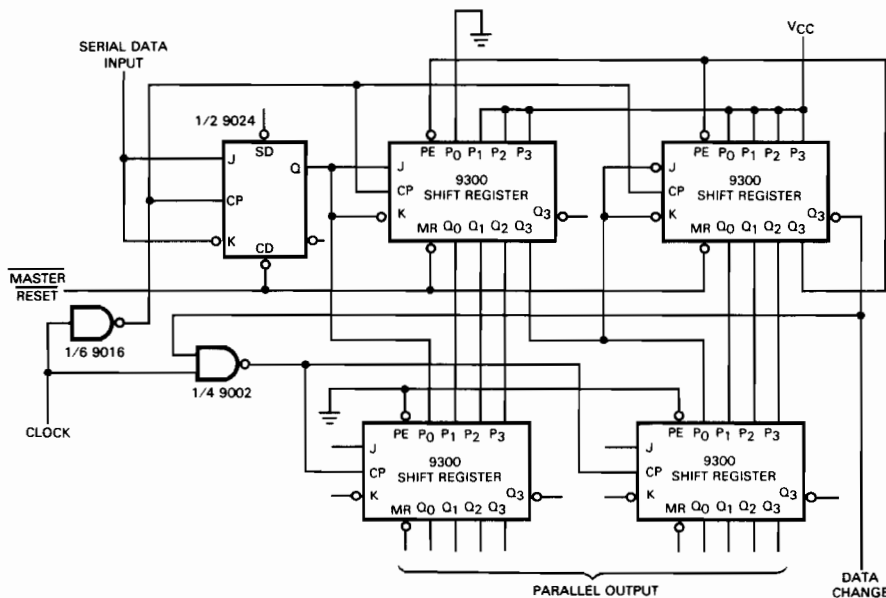 SERIAL DATA
INPUT
VCC
1/2 9024
SD
J
Q
CP
K
CD
PE P0 P1 P2 P3
J
9300
SHIFT REGISTER
CP
K
Q3
MR Q0 Q1 Q2 Q3
PE P0 P1 P2 P3
J
9300
SHIFT REGISTER
CP
K
Q3
MR Q0 Q1 Q2 Q3
MASTER
RESET
1/6 9016
1/4 9002
CLOCK
PE P0 P1 P2 P3
J
9300
SHIFT REGISTER
CP
K
Q3
MR Q0 Q1 Q2 Q3
PE P0 P1 P2 P3
J
9300
SHIFT REGISTER
CP
K
Q3
MR Q0 Q1 Q2 Q3
PARALLEL OUTPUT
DATA
CHANGE